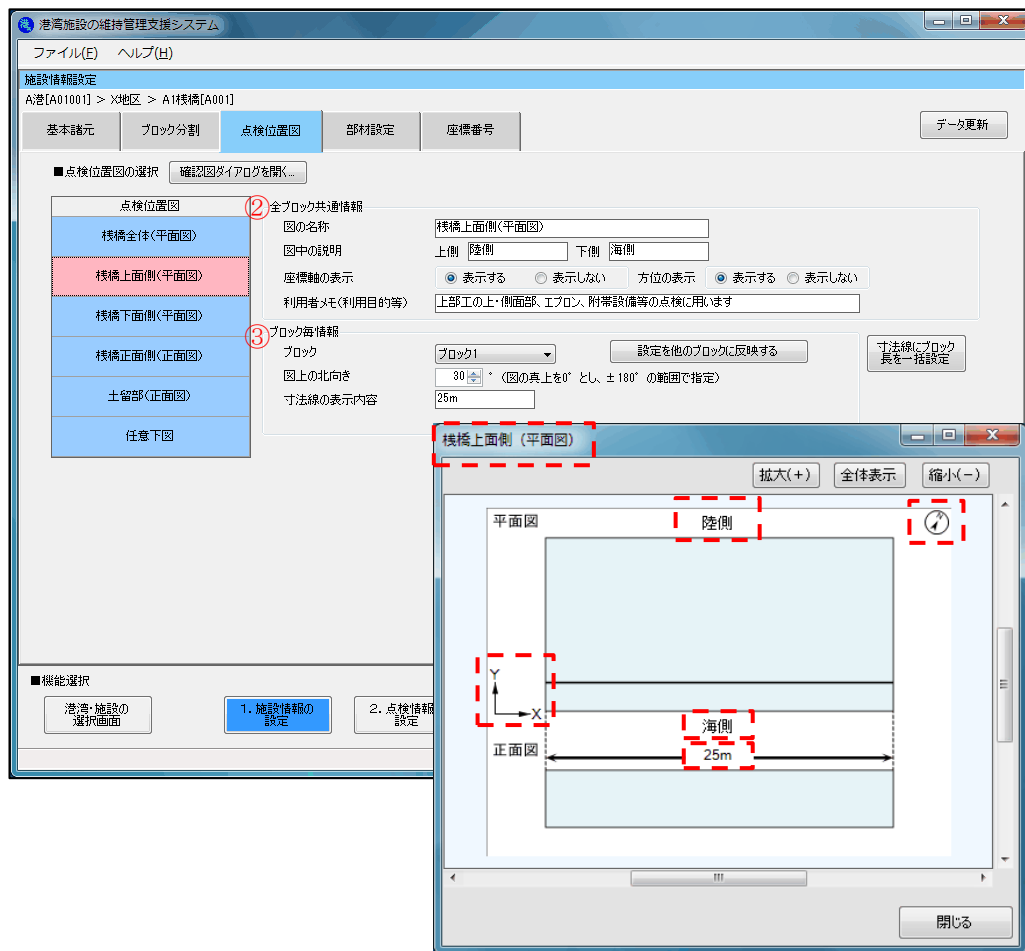 港湾施設の維持管理支援システム
ファイル(F) ヘルプ(H)
施設情報設定
A港[A01001] > X地区 > A1桟橋[A001]
基本諸元 ブロック分割 点検位置図 部材設定 座標番号 データ更新
■点検位置図の選択 確認図ダイアログを開く...
点検位置図
桟橋全体(平面図)
桟橋上面側(平面図)
桟橋下面側(平面図)
桟橋正面側(正面図)
土留部(正面図)
任意下図
②全ブロック共通情報
図の名称 桟橋上面側(平面図)
図中の説明 上側 陸側 下側 海側
座標軸の表示 表示する 表示しない 方位の表示 表示する 表示しない
利用者メモ(利用目的等) 上部工の上・側面部、エプロン、附帯設備等の点検に用います
③ブロック毎情報
ブロック ブロック1 設定を他のブロックに反映する
寸法線にブロック
長を一括設定
図上の北向き 30 ° (図の真上を0° とし、±180° の範囲で指定)
寸法線の表示内容 25m
■機能選択
港湾・施設の
選択画面
1.施設情報の
設定
2.点検情報
設定
桟橋上面側（平面図）
拡大(+) 全体表示 縮小(-)
平面図 陸側 N
Y
X
海側
正面図 25m
閉じる